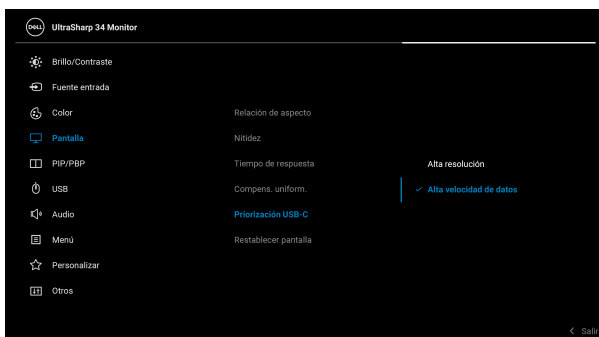 DELL
UltraSharp 34 Monitor
Brillo/Contraste
Fuente entrada
Color
Relación de aspecto
Pantalla
Nitidez
PIP/PBP
Tiempo de respuesta
Alta resolución
USB
Compens. uniform.
Alta velocidad de datos
Audio
Priorización USB-C
Menú
Restablecer pantalla
Personalizar
Otros
Salir